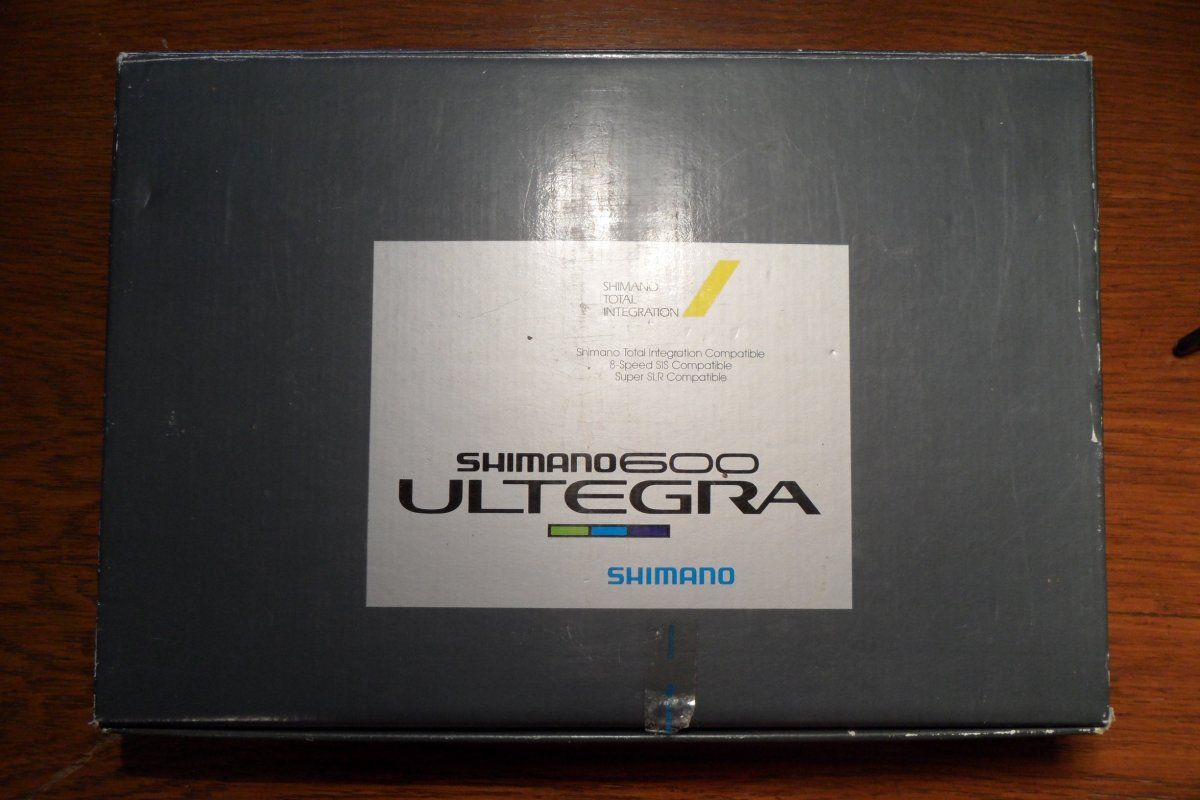 SHIMANO
TOTAL
INTEGRATION
Shimano Total Integration Compatible
8-Speed SIS Compatible
Super SLR Compatible
SHIMANO600
ULTEGRA
SHIMANO